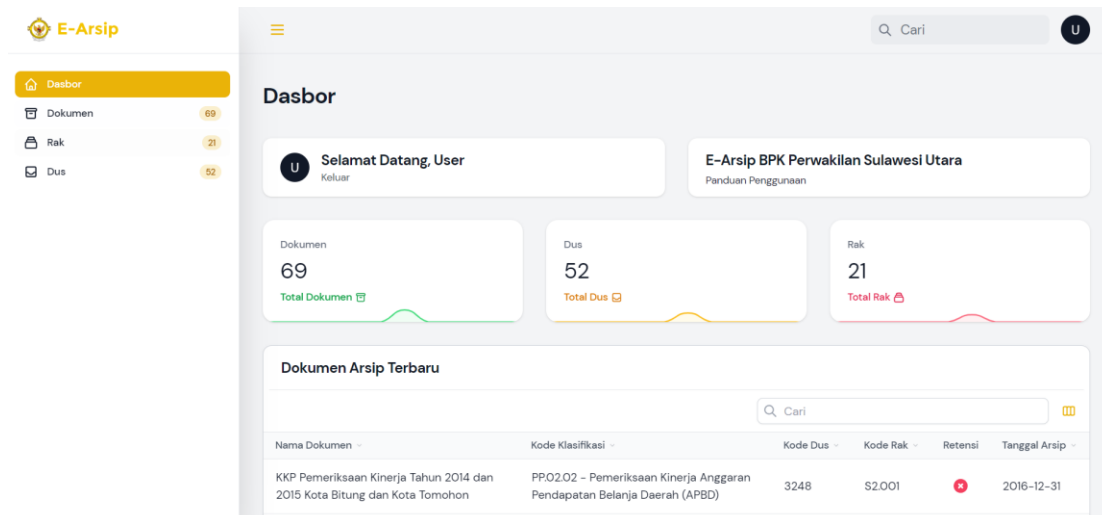 E-Arsip
Cari
U
Dasbor
Dokumen 69
Rak 21
Dus 52
Dasbor
U
Selamat Datang, User
Keluar
E-Arsip BPK Perwakilan Sulawesi Utara
Panduan Penggunaan
Dokumen
69
Total Dokumen
Dus
52
Total Dus
Rak
21
Total Rak
Dokumen Arsip Terbaru
Cari
Nama Dokumen Kode Klasifikasi Kode Dus Kode Rak Retensi Tanggal Arsip
KKP Pemeriksaan Kinerja Tahun 2014 dan
2015 Kota Bitung dan Kota Tomohon
PP.02.02 - Pemeriksaan Kinerja Anggaran
Pendapatan Belanja Daerah (APBD)
3248 S2.001 2016-12-31